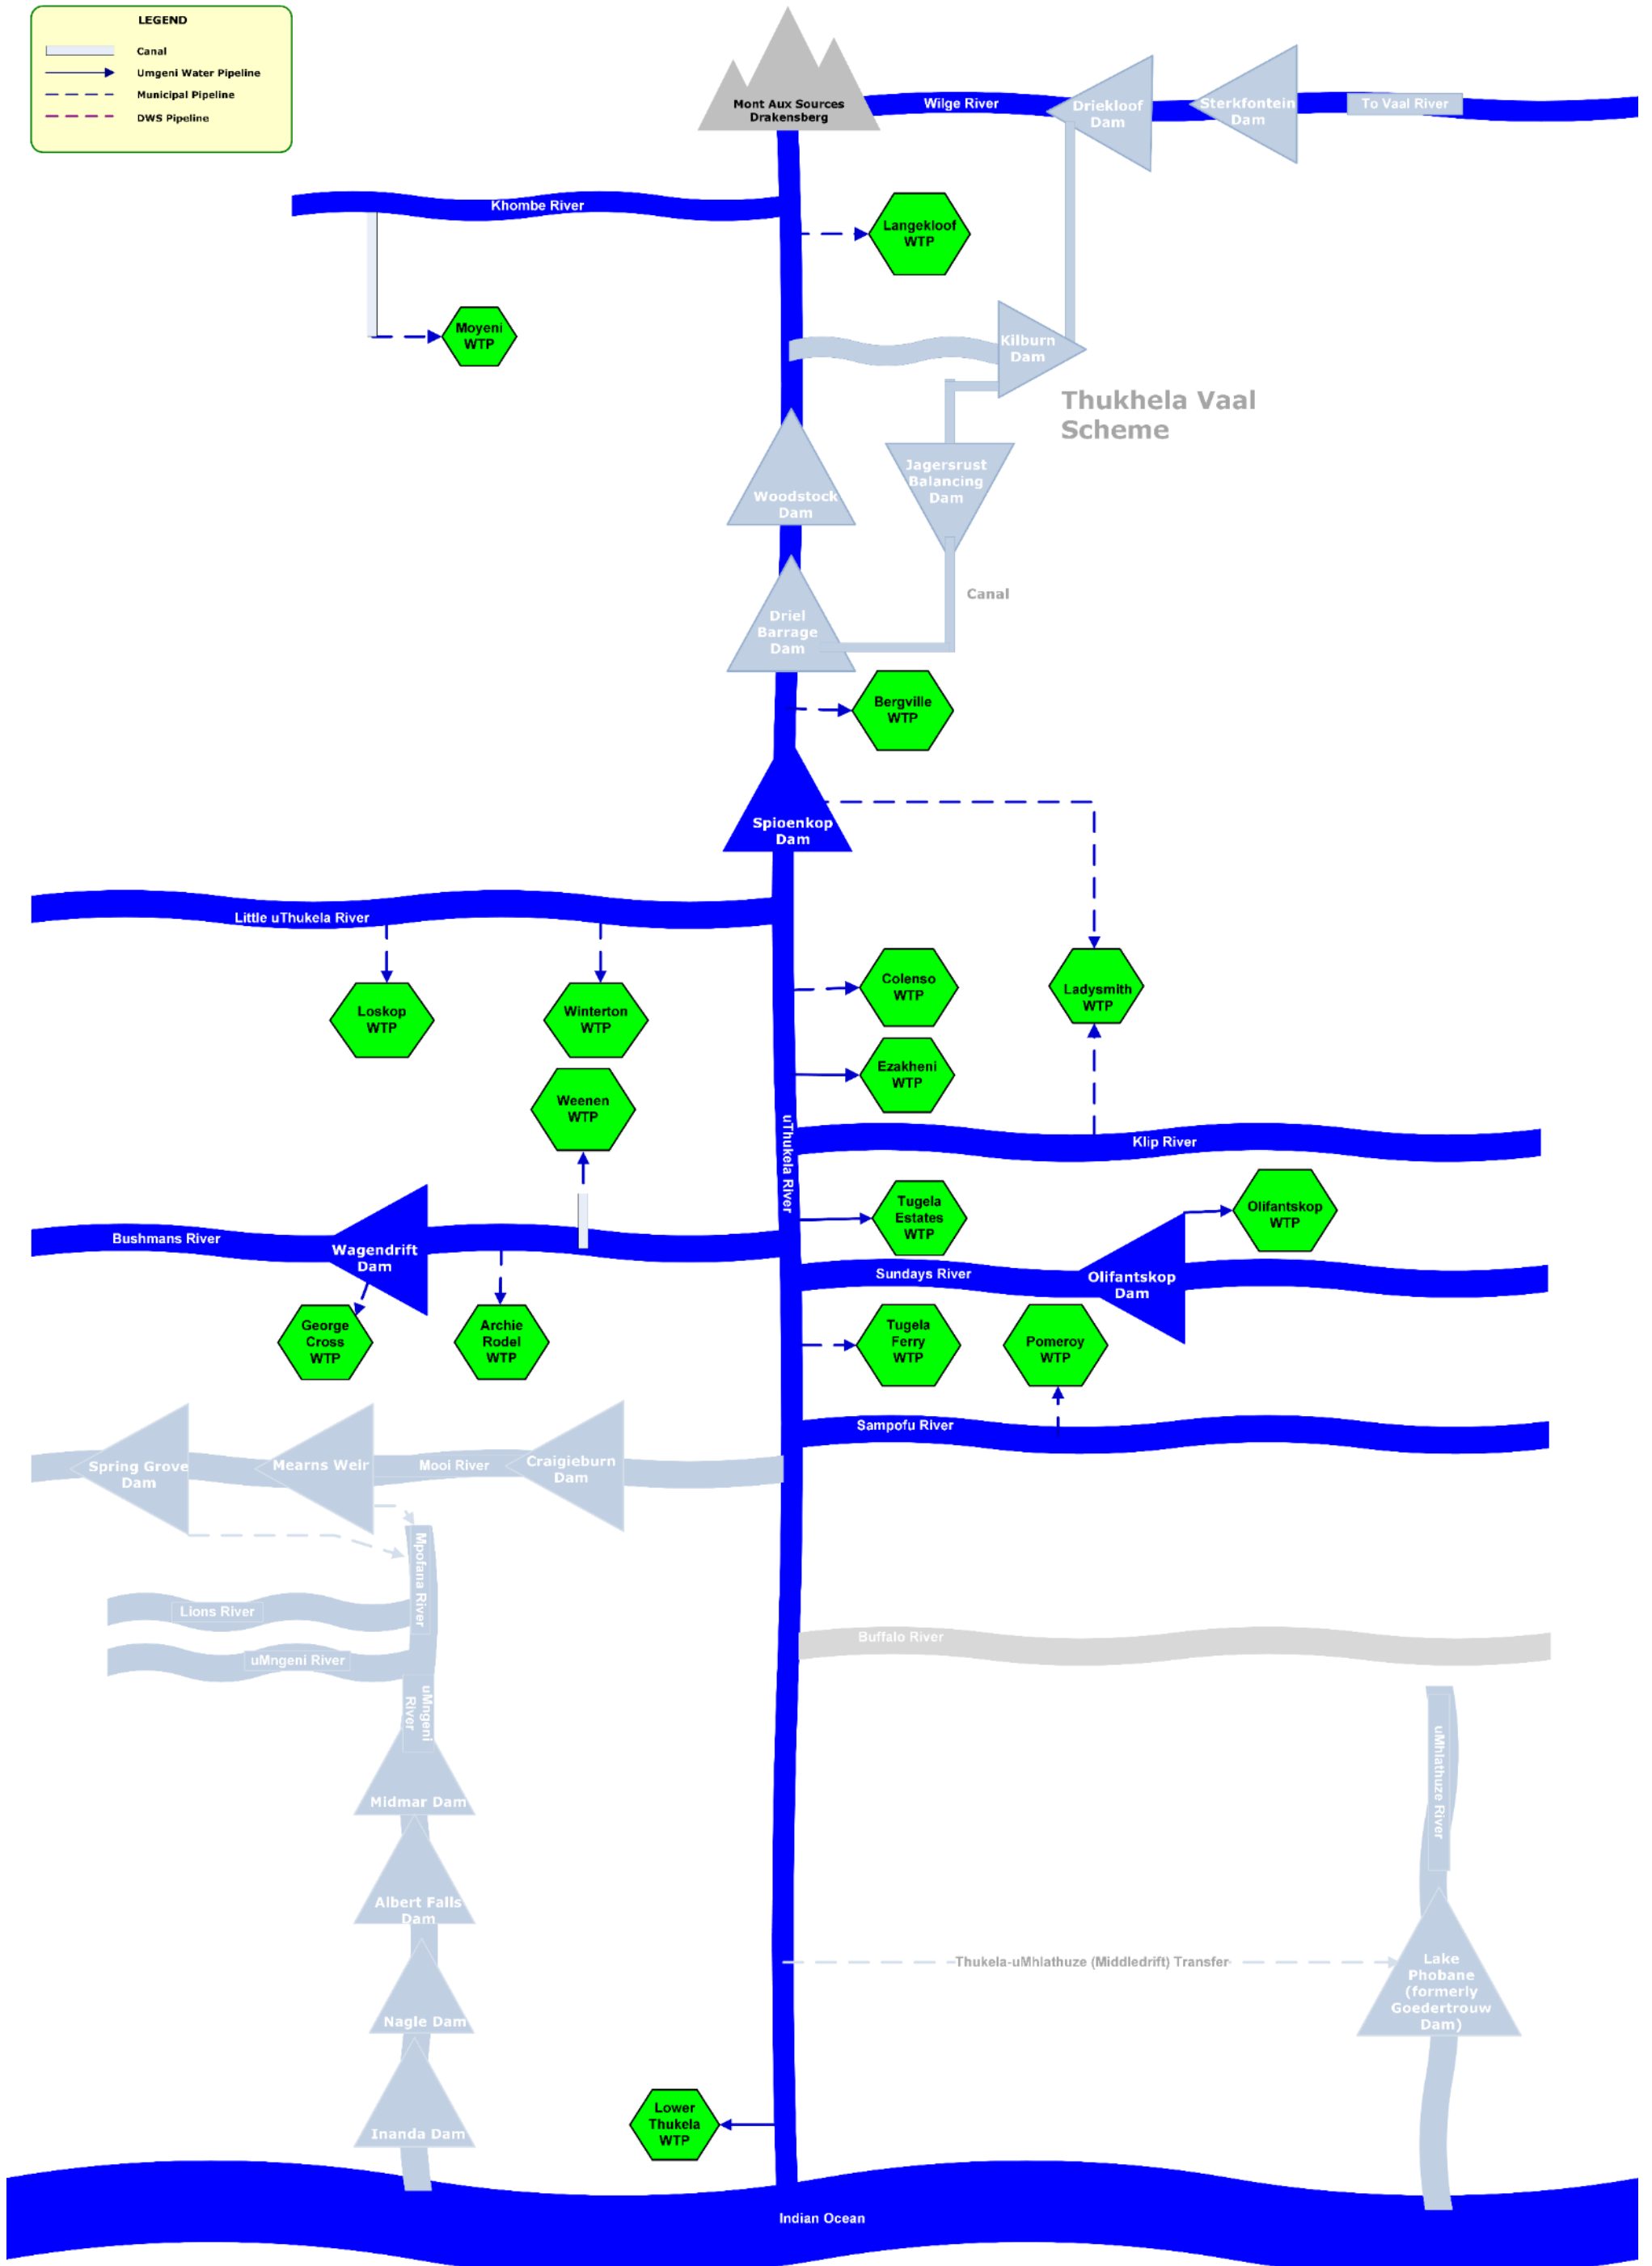 LEGEND
Canal
Umgeni Water Pipeline
Municipal Pipeline
DWS Pipeline
Mont Aux Sources
Drakensberg
Wilge River
Driekloof
Dam
Sterkfontein
Dam
To Vaal River
Khombe River
Langekloof
WTP
Moyeni
WTP
Kilburn
Dam
Thukhela Vaal
Scheme
Jagersrust
Balancing
Dam
Woodstock
Dam
Canal
Driel
Barrage
Dam
Bergville
WTP
Spioenkop
Dam
Little uThukela River
Loskop
WTP
Winterton
WTP
Colenso
WTP
Ladysmith
WTP
Ezakheni
WTP
Weenen
WTP
uThukela River
Klip River
Tugela
Estates
WTP
Olifantskop
WTP
Bushmans River
Wagendrift
Dam
Sundays River
Olifantskop
Dam
George
Cross
WTP
Archie
Rodel
WTP
Tugela
Ferry
WTP
Pomeroy
WTP
Sampofu River
Spring Grove
Dam
Mearns Weir
Mooi River
Craigieburn
Dam
Mpofana River
Lions River
uMngeni River
Buffalo River
uMngeni
River
uMhlathuze River
Midmar Dam
Albert Falls
Dam
Thukela-uMhlathuze (Middledrift) Transfer
Lake
Phobane
(formerly
Goedertrouw
Dam)
Nagle Dam
Lower
Thukela
WTP
Inanda Dam
Indian Ocean